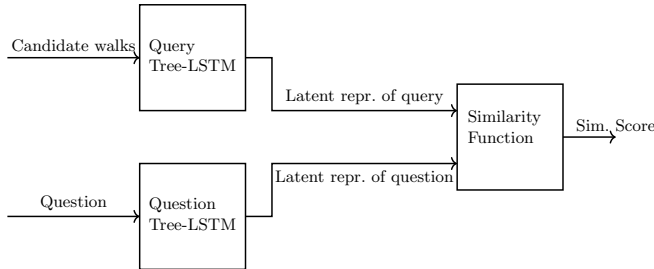 Candidate walks
Query
Tree-LSTM
Latent repr. of query
Similarity
Function
Sim. Score
Latent repr. of question
Question
Question
Tree-LSTM